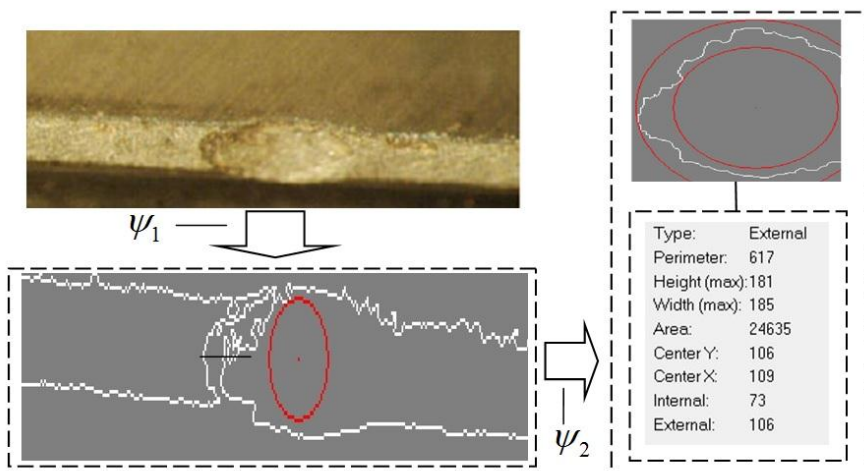 ψ1
ψ2
Type: External
Perimeter: 617
Height (max): 181
Width (max): 185
Area: 24635
Center Y: 106
Center X: 109
Internal: 73
External: 106